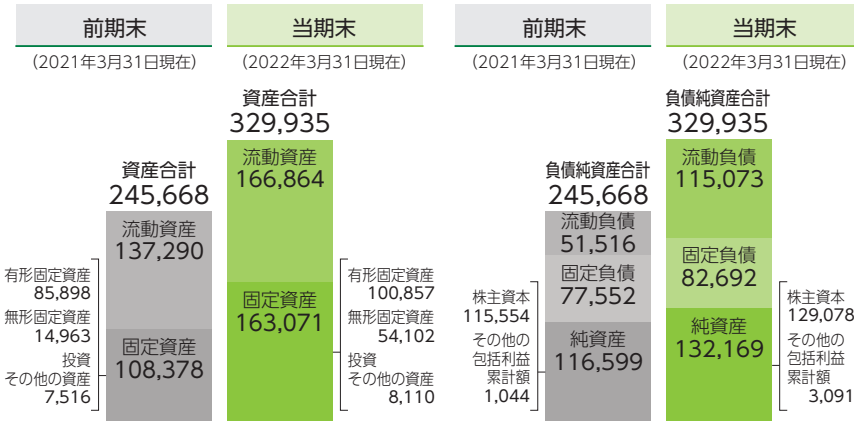 前期末
(2021年3月31日現在)
当期末
(2022年3月31日現在)
資産合計
245,668
流動資産
137,290
固定資産
108,378
有形固定資産
85,898
無形固定資産
14,963
投資
その他の資産
7,516
資産合計
329,935
流動資産
166,864
固定資産
163,071
有形固定資産
100,857
無形固定資産
54,102
投資
その他の資産
8,110
前期末
(2021年3月31日現在)
当期末
(2022年3月31日現在)
負債純資産合計
245,668
流動負債
51,516
固定負債
77,552
純資産
116,599
株主資本
115,554
その他の
包括利益
累計額
1,044
負債純資産合計
329,935
流動負債
115,073
固定負債
82,692
純資産
132,169
株主資本
129,078
その他の
包括利益
累計額
3,091